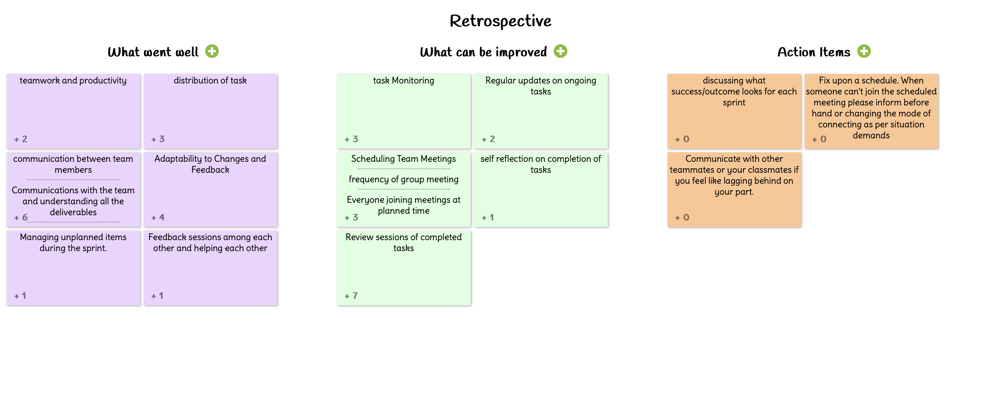 Retrospective
What went well
teamwork and productivity
+ 2
distribution of task
+ 3
communication between team
members
Communications with the team
and understanding all the
deliverables
+ 6
Adaptability to Changes and
Feedback
+ 4
Managing unplanned items
during the sprint.
+ 1
Feedback sessions among each
other and helping each other
+ 1
What can be improved
task Monitoring
+ 3
Regular updates on ongoing
tasks
+ 2
Scheduling Team Meetings
frequency of group meeting
Everyone joining meetings at
planned time
+ 3
self reflection on completion of
tasks
+ 1
Review sessions of completed
tasks
+ 7
Action Items
discussing what
success/outcome looks for each
sprint
+ 0
Fix upon a schedule. When
someone can't join the scheduled
meeting please inform before
hand or changing the mode of
connecting as per situation
demands
+ 0
Communicate with other
teammates or your classmates if
you feel like lagging behind on
your part.
+ 0